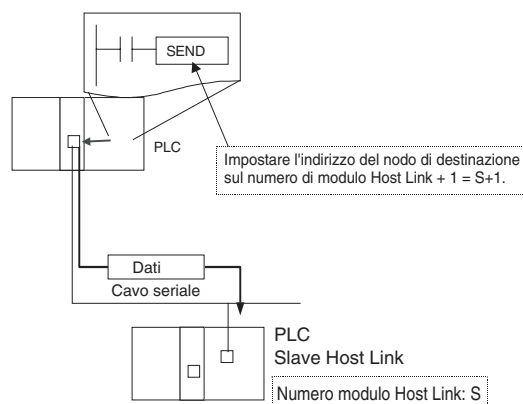 SEND
PLC
Impostare l'indirizzo del nodo di destinazione
sul numero di modulo Host Link + 1 = S+1.
Dati
Cavo seriale
PLC
Slave Host Link
Numero modulo Host Link: S